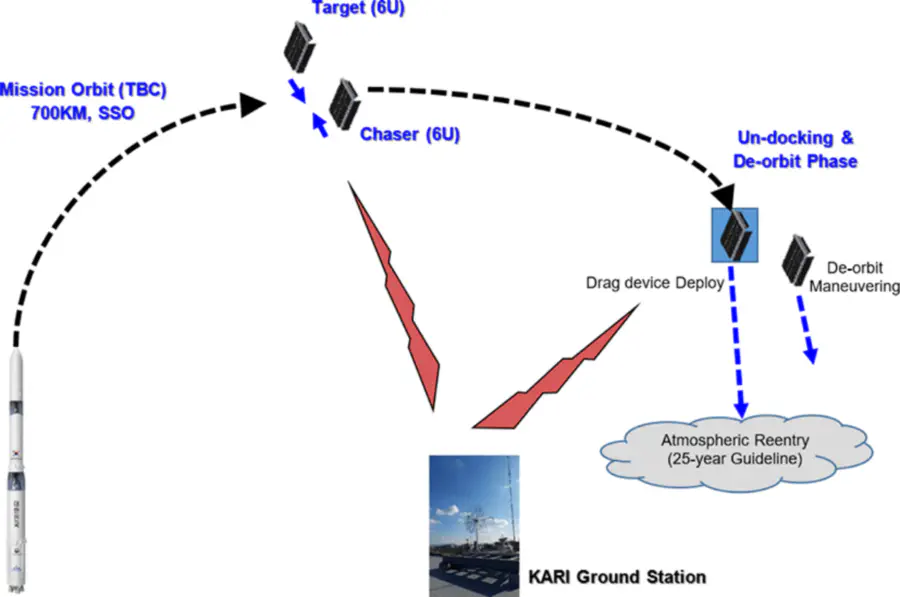 Target (6U)
Mission Orbit (TBC)
700KM, SSO
Chaser (6U)
Un-docking &
De-orbit Phase
Drag device Deploy
De-orbit
Maneuvering
Atmospheric Reentry
(25-year Guideline)
KARI Ground Station